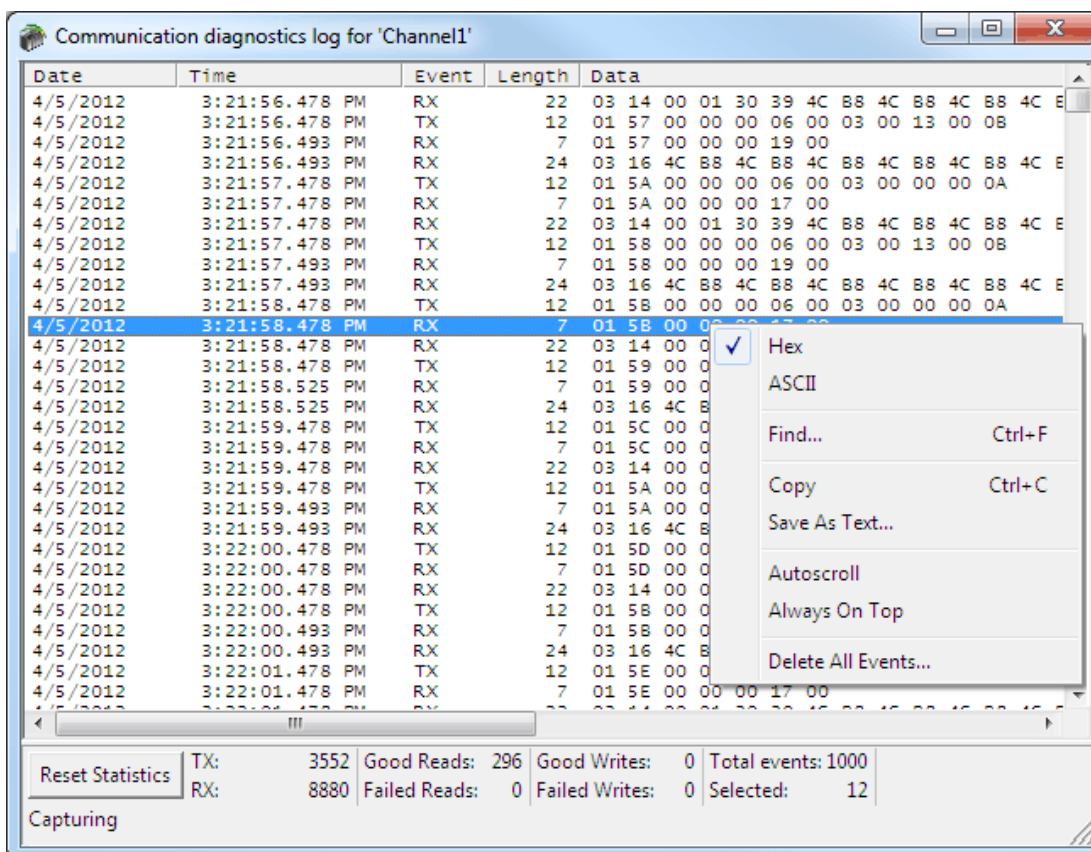 Communication diagnostics log for 'Channel1'
Date Time Event Length Data
4/5/2012 3:21:56.478 PM RX 22 03 14 00 01 30 39 4C B8 4C B8 4C B8 4C
4/5/2012 3:21:56.478 PM TX 12 01 57 00 00 00 06 00 03 00 13 00 0B
4/5/2012 3:21:56.493 PM RX 7 01 57 00 00 00 19 00
4/5/2012 3:21:56.493 PM RX 24 03 16 4C B8 4C B8 4C B8 4C B8 4C B8 4C
4/5/2012 3:21:57.478 PM TX 12 01 5A 00 00 00 06 00 03 00 00 00 0A
4/5/2012 3:21:57.478 PM RX 7 01 5A 00 00 00 17 00
4/5/2012 3:21:57.478 PM RX 22 03 14 00 01 30 39 4C B8 4C B8 4C B8 4C
4/5/2012 3:21:57.478 PM TX 12 01 58 00 00 00 06 00 03 00 13 00 0B
4/5/2012 3:21:57.493 PM RX 7 01 58 00 00 00 19 00
4/5/2012 3:21:57.493 PM RX 24 03 16 4C B8 4C B8 4C B8 4C B8 4C B8 4C
4/5/2012 3:21:58.478 PM TX 12 01 5B 00 00 00 06 00 03 00 00 00 0A
4/5/2012 3:21:58.478 PM RX 7 01 5B 00
4/5/2012 3:21:58.478 PM RX 22 03 14 00
4/5/2012 3:21:58.478 PM TX 12 01 59 00
4/5/2012 3:21:58.525 PM RX 7 01 59 00
4/5/2012 3:21:58.525 PM RX 24 03 16 4C
4/5/2012 3:21:59.478 PM TX 12 01 5C 00
4/5/2012 3:21:59.478 PM RX 7 01 5C 00
4/5/2012 3:21:59.478 PM RX 22 03 14 00
4/5/2012 3:21:59.478 PM TX 12 01 5A 00
4/5/2012 3:21:59.493 PM RX 7 01 5A 00
4/5/2012 3:21:59.493 PM RX 24 03 16 4C
4/5/2012 3:22:00.478 PM TX 12 01 5D 00
4/5/2012 3:22:00.478 PM RX 7 01 5D 00
4/5/2012 3:22:00.478 PM RX 22 03 14 00
4/5/2012 3:22:00.478 PM TX 12 01 5B 00
4/5/2012 3:22:00.493 PM RX 7 01 5B 00
4/5/2012 3:22:00.493 PM RX 24 03 16 4C
4/5/2012 3:22:01.478 PM TX 12 01 5E 00
4/5/2012 3:22:01.478 PM RX 7 01 5E 00 00 00 17 00
Hex
ASCII
Find... Ctrl+F
Copy Ctrl+C
Save As Text...
Autoscroll
Always On Top
Delete All Events...
Reset Statistics
TX: 3552 Good Reads: 296 Good Writes: 0 Total events: 1000
RX: 8880 Failed Reads: 0 Failed Writes: 0 Selected: 12
Capturing